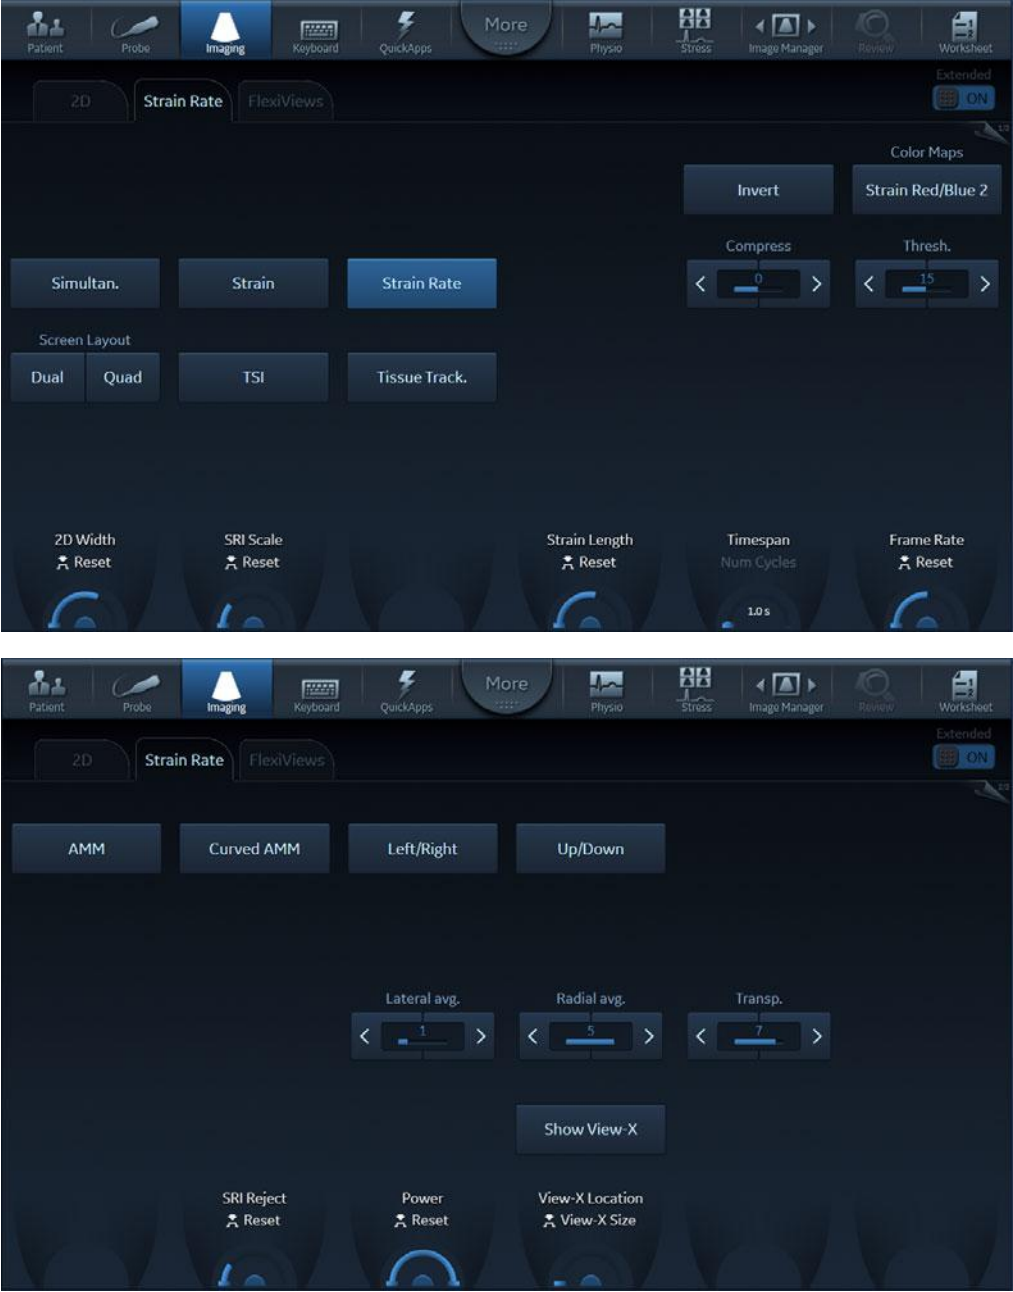 Patient Probe Imaging Keyboard QuickApps More Physio Stress Image Manager Review Worksheet
Extended
ON
2D Strain Rate FlexiViews
1/2
Color Maps
Invert Strain Red/Blue 2
Compress Thresh.
0 15
Simultan. Strain Strain Rate
Screen Layout
Dual Quad TSI Tissue Track.
2D Width SRI Scale Strain Length Timespan Frame Rate
Reset Reset Reset Num Cycles Reset
1.0 s
Patient Probe Imaging Keyboard QuickApps More Physio Stress Image Manager Review Worksheet
Extended
ON
2D Strain Rate FlexiViews
AMM Curved AMM Left/Right Up/Down
Lateral avg. Radial avg. Transp.
1 5 7
Show View-X
SRI Reject Power View-X Location
Reset Reset View-X Size